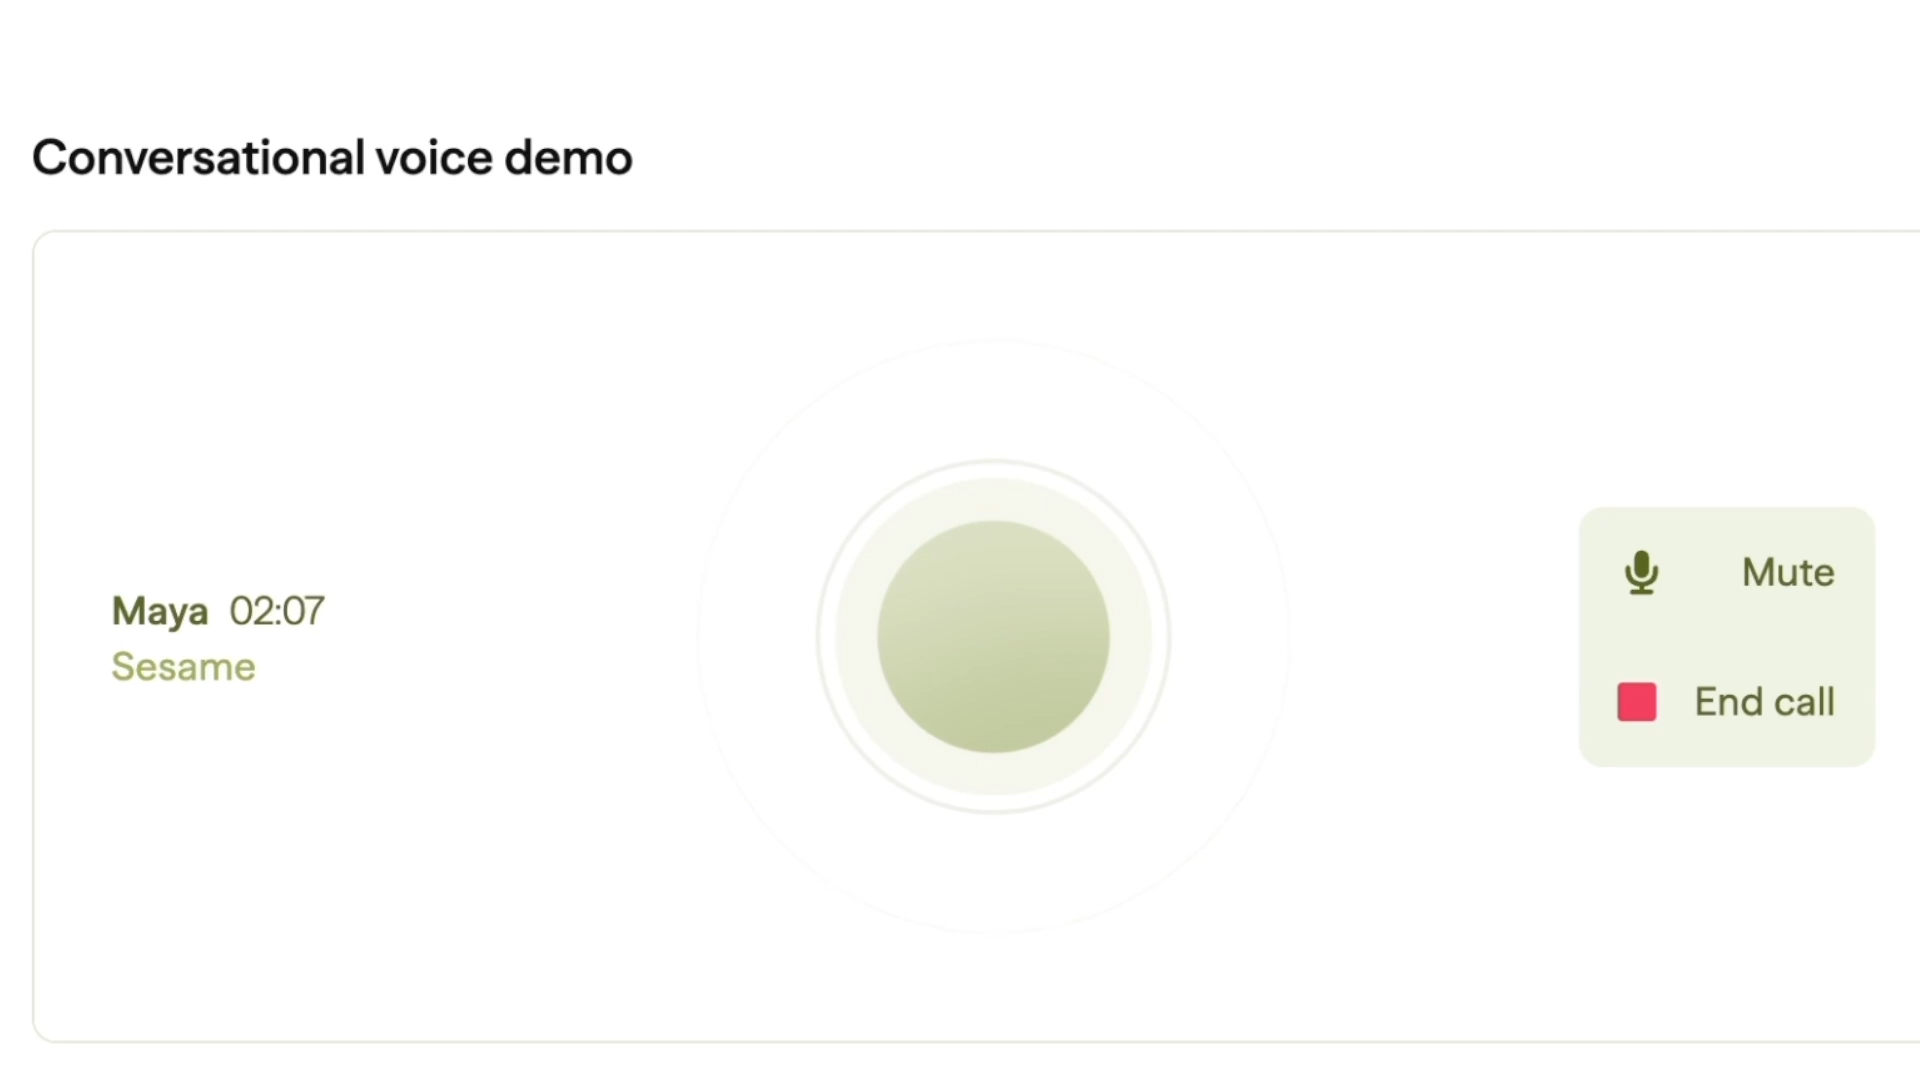 Conversational voice demo
Maya 02:07
Sesame
Mute
End call